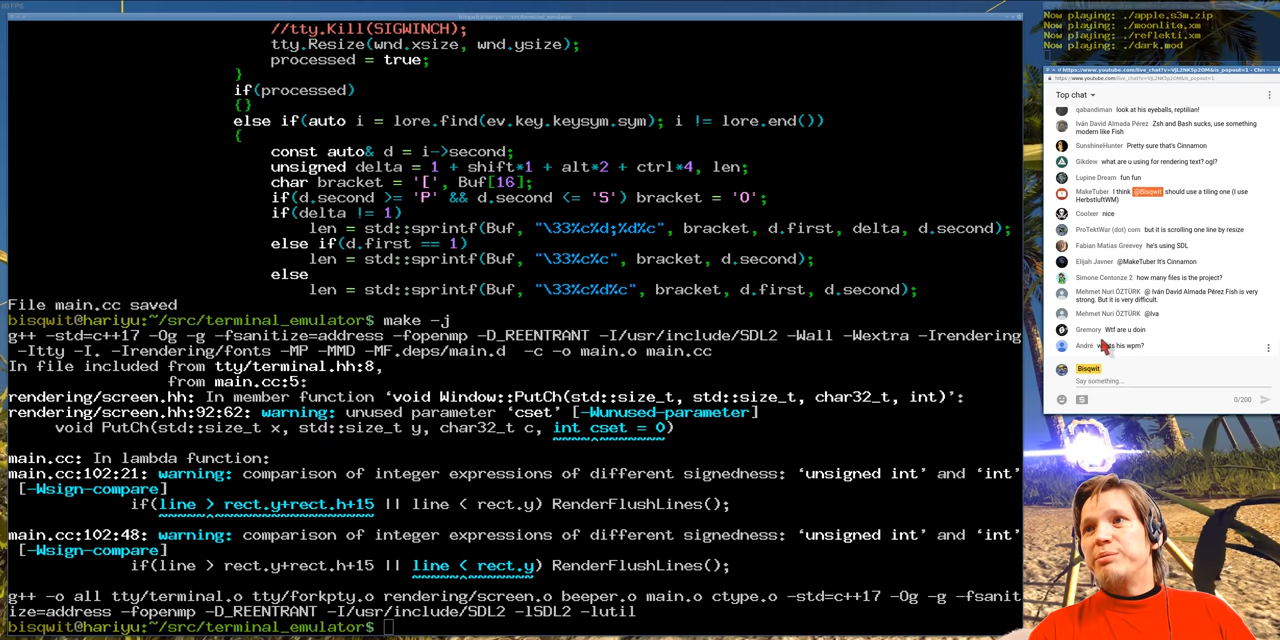 60 FPS
//tty.Kill(SIGWINCH);
tty.Resize(wnd.xsize, wnd.ysize);
processed = true;
}
if(processed)
{}
else if(auto i = lore.find(ev.key.keysym.sym); i != lore.end())
{
const auto& d = i->second;
unsigned delta = 1 + shift*1 + alt*2 + ctrl*4, len;
char bracket = '[', Buf[16];
if(d.second >= 'P' && d.second <= 'S') bracket = 'O';
if(delta != 1)
len = std::sprintf(Buf, "\33%c%d;%d%c", bracket, d.first, delta, d.second);
else if(d.first == 1)
len = std::sprintf(Buf, "\33%c%c", bracket, d.second);
else
len = std::sprintf(Buf, "\33%c%d%c", bracket, d.first, d.second);
File main.cc saved
bisqwit@hariyu:~/src/terminal_emulator$ make -j
g++ -std=c++17 -Og -g -fsanitize=address -fopenmp -D_REENTRANT -I/usr/include/SDL2 -Wall -Wextra -Irendering
-Itty -I. -Irendering/fonts -MP -MMD -MF.deps/main.d -c -o main.o main.cc
In file included from tty/terminal.hh:8,
from main.cc:5:
rendering/screen.hh: In member function ‘void Window::PutCh(std::size_t, std::size_t, char32_t, int)’:
rendering/screen.hh:92:62: warning: unused parameter ‘cset’ [-Wunused-parameter]
void PutCh(std::size_t x, std::size_t y, char32_t c, int cset = 0)
~~~~^~~~~~~~
main.cc: In lambda function:
main.cc:102:21: warning: comparison of integer expressions of different signedness: ‘unsigned int’ and ‘int’
[-Wsign-compare]
if(line > rect.y+rect.h+15 || line < rect.y) RenderFlushLines();
main.cc:102:48: warning: comparison of integer expressions of different signedness: ‘unsigned int’ and ‘int’
[-Wsign-compare]
if(line > rect.y+rect.h+15 || line < rect.y) RenderFlushLines();
g++ -o all tty/terminal.o tty/forkpty.o rendering/screen.o beeper.o main.o ctype.o -std=c++17 -Og -g -fsanit
ize=address -fopenmp -D_REENTRANT -I/usr/include/SDL2 -lSDL2 -lutil
bisqwit@hariyu:~/src/terminal_emulator$
Now playing: ./apple.s3m.zip
Now playing: ./moonlite.xm
Now playing: ./reflekti.xm
Now playing: ./dark.mod
Top chat
qabandiman look at his eyeballs, reptilian!
Iván David Almada Pérez Zsh and Bash sucks, use something
modern like Fish
SunshineHunter Pretty sure that's Cinnamon
Gikdew what are u using for rendering text? ogl?
Lupine Dream fun fun
MakeTuber I think @Bisqwit should use a tiling one (I use
HerbstluftWM)
Coolxer nice
ProTektWar (dot) com but it is scrolling one line by resize
Fabian Matias Greevey he's using SDL
Elijah Javner @MakeTuber It's Cinnamon
Simone Centonze 2 how many files is the project?
Mehmet Nuri ÖZTÜRK @ Iván David Almada Pérez Fish is very
strong. But it is very difficult.
Mehmet Nuri ÖZTÜRK @Iva
Gremory Wtf are u doin
André whats his wpm?
Bisqwit
Say something...
0/200